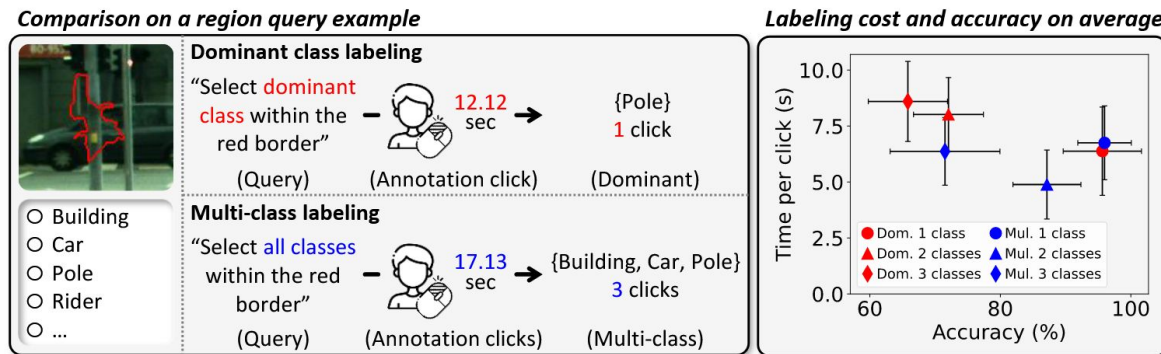 Comparison on a region query example
Labeling cost and accuracy on average
Dominant class labeling
“Select dominant
class within the
red border”
12.12
sec
{Pole}
1 click
(Query)
(Annotation click)
(Dominant)
Building
Car
Pole
Rider
...
Multi-class labeling
“Select all classes
within the red
border”
17.13
sec
{Building, Car, Pole}
3 clicks
(Query)
(Annotation clicks)
(Multi-class)
Time per click (s)
10.0
7.5
5.0
2.5
0.0
Dom. 1 class
Dom. 2 classes
Dom. 3 classes
Mul. 1 class
Mul. 2 classes
Mul. 3 classes
60
80
100
Accuracy (%)